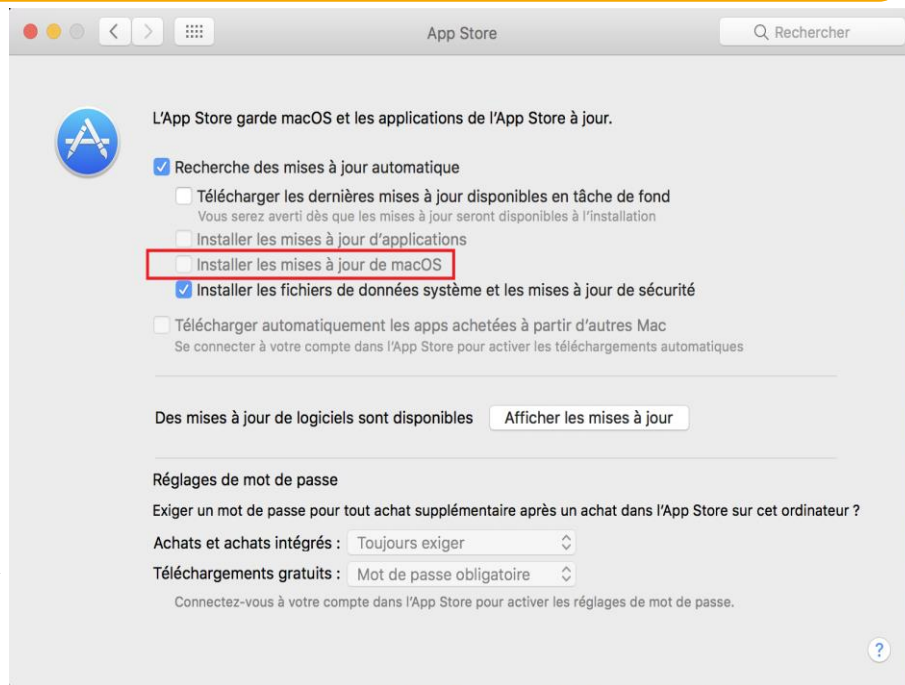 App Store
Rechercher
L'App Store garde macOS et les applications de l'App Store à jour.
Recherche des mises à jour automatique
Télécharger les dernières mises à jour disponibles en tâche de fond
Vous serez averti dès que les mises à jour seront disponibles à l'installation
Installer les mises à jour d'applications
Installer les mises à jour de macOS
Installer les fichiers de données système et les mises à jour de sécurité
Télécharger automatiquement les apps achetées à partir d'autres Mac
Se connecter à votre compte dans l'App Store pour activer les téléchargements automatiques
Des mises à jour de logiciels sont disponibles Afficher les mises à jour
Réglages de mot de passe
Exiger un mot de passe pour tout achat supplémentaire après un achat dans l'App Store sur cet ordinateur ?
Achats et achats intégrés : Toujours exiger
Téléchargements gratuits : Mot de passe obligatoire
Connectez-vous à votre compte dans l'App Store pour activer les réglages de mot de passe.
?